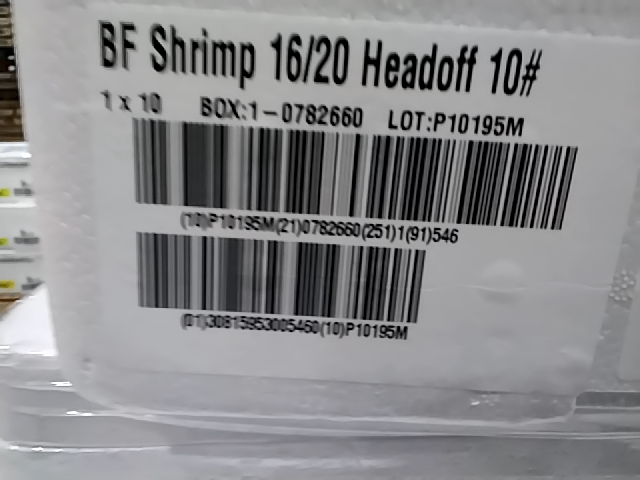 BF Shrimp 16/20 Headoff 10#
1 x 10 BOX:1-0782660 LOT:P10195M
(10)P10195M(21)0782660(251)1(91)546
(01)30815953005460(10)P10195M